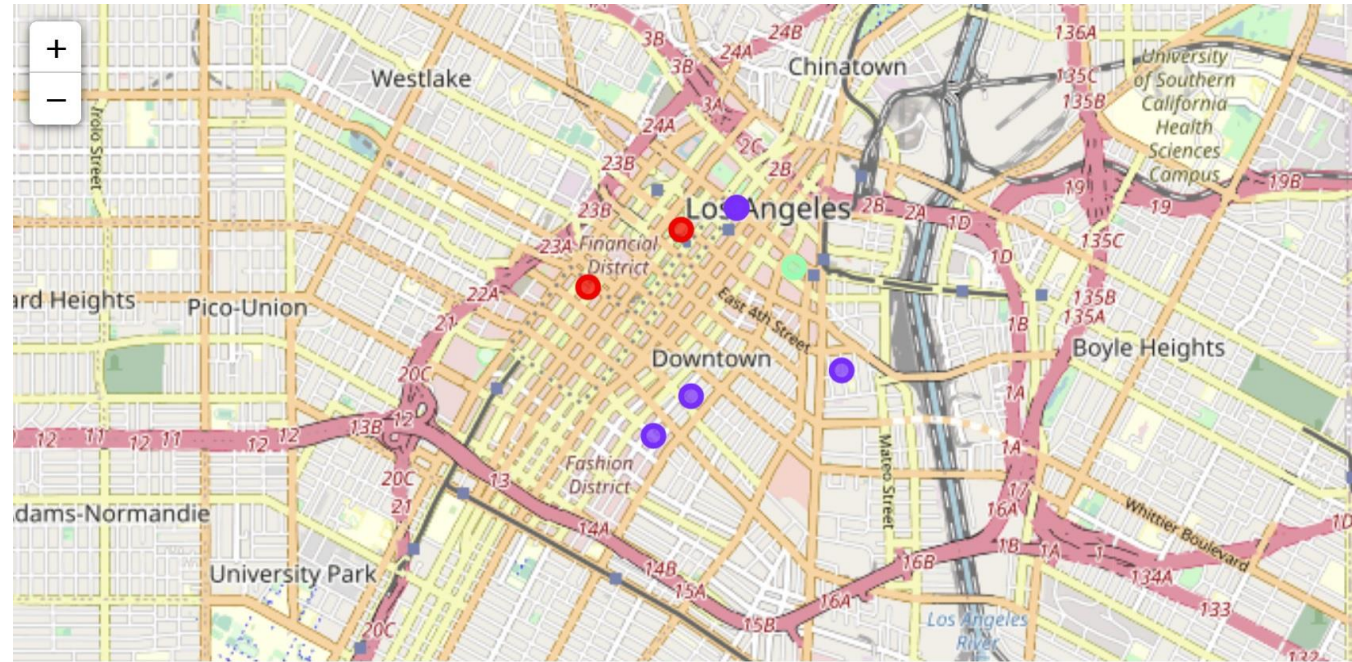 +
−
3B
24B
136A
3B
24A
University
of Southern
California
Health
Sciences
Campus
Westlake
Chinatown
135C
3A
135B
24A
2C
23B
2B
19
19B
23B
Los Angeles
2B
2A
1D
19
23A
Financial
District
135C
1D
22A
ard Heights
Pico-Union
East 4th Street
135B
135A
21
1B
Downtown
Boyle Heights
20C
1A
12
11
12
11
12
12
13B
12
1A
Fashion
District
Mateo Street
20C
13
17
21
16A
dams-Normandie
Whittier Boulevard
1D
14A
1B
1A
1
16B
14B
134A
University Park
15A
16A
133
20C
15B
Los Angeles
River
132